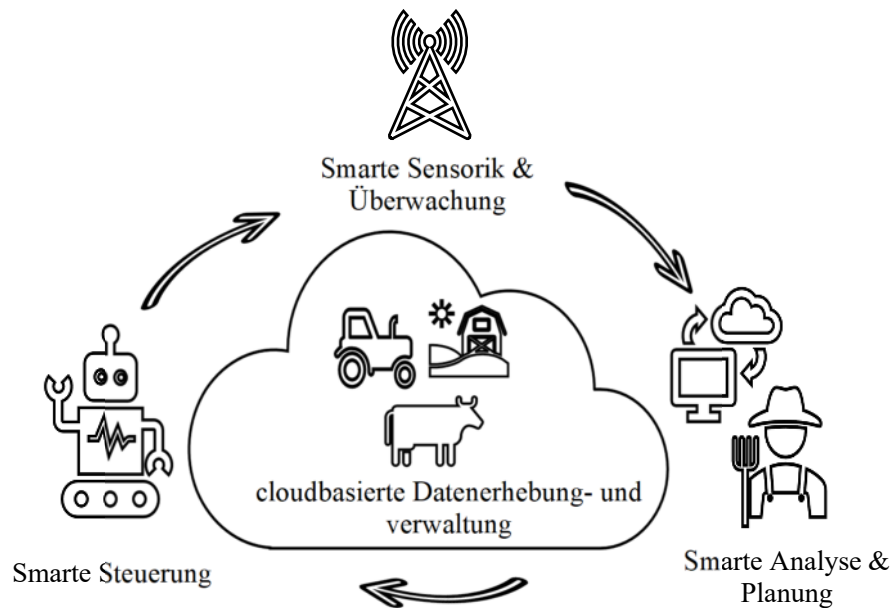 Smarte Sensorik &
Überwachung
cloudbasierte Datenerhebung- und
verwaltung
Smarte Steuerung
Smarte Analyse &
Planung